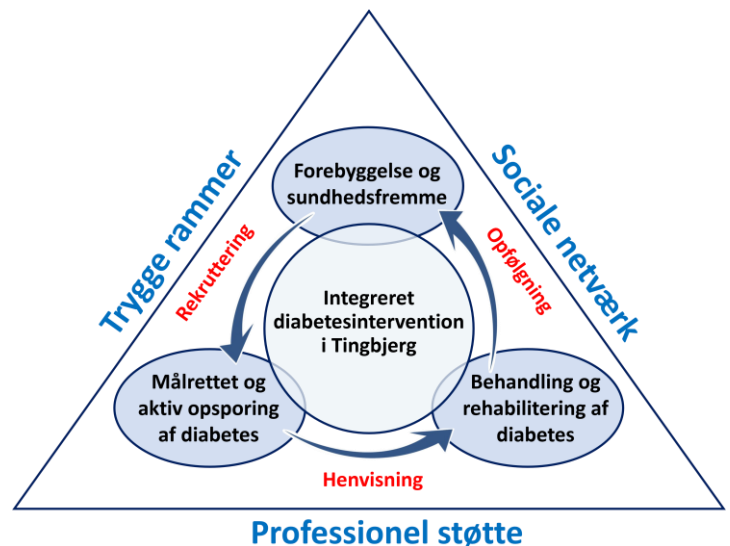 Trygge rammer
Sociale netværk
Forebyggelse og
sundhedsfremme
Rekruttering
Opfølgning
Integreret
diabetesintervention
i Tingbjerg
Målrettet og
aktiv opsporing
af diabetes
Behandling og
rehabilitering af
diabetes
Henvisning
Professionel støtte